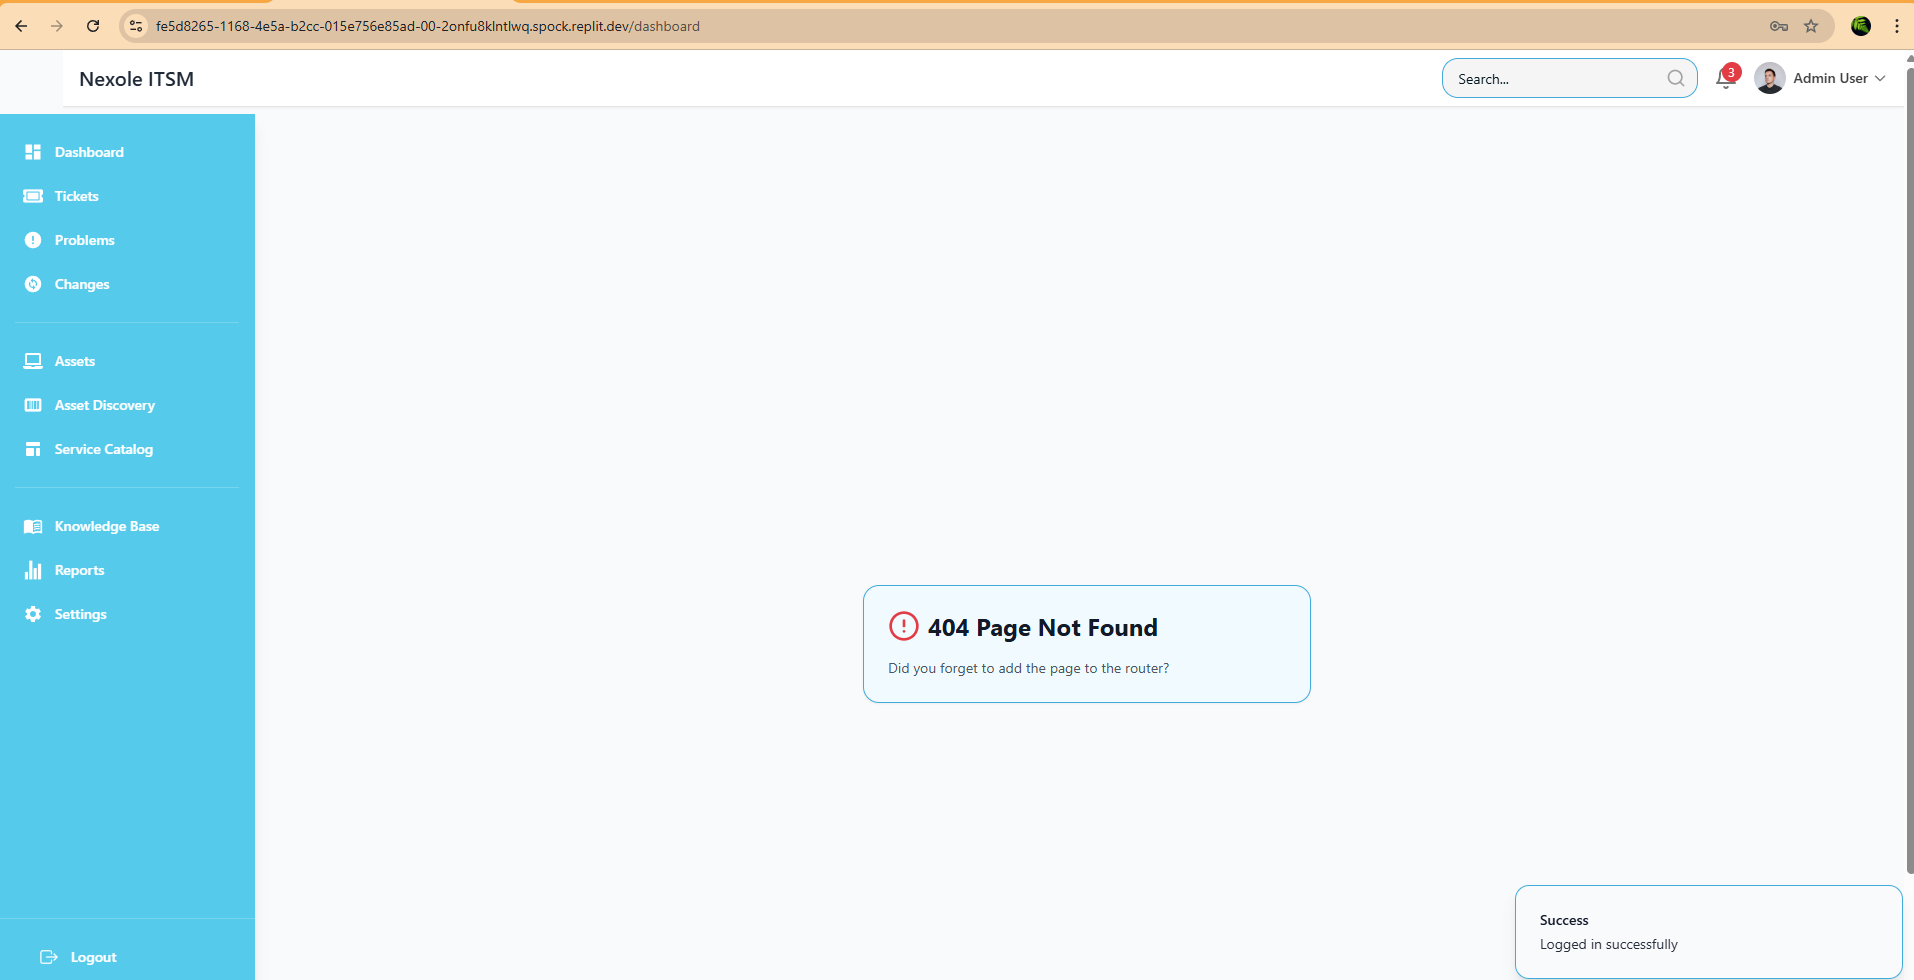 fe5d8265-1168-4e5a-b2cc-015e756e85ad-00-2onfu8klntlwq.spock.replit.dev/dashboard
Nexole ITSM
Search...
3
Admin User
Dashboard
Tickets
Problems
Changes
Assets
Asset Discovery
Service Catalog
Knowledge Base
Reports
Settings
404 Page Not Found
Did you forget to add the page to the router?
Success
Logged in successfully
Logout